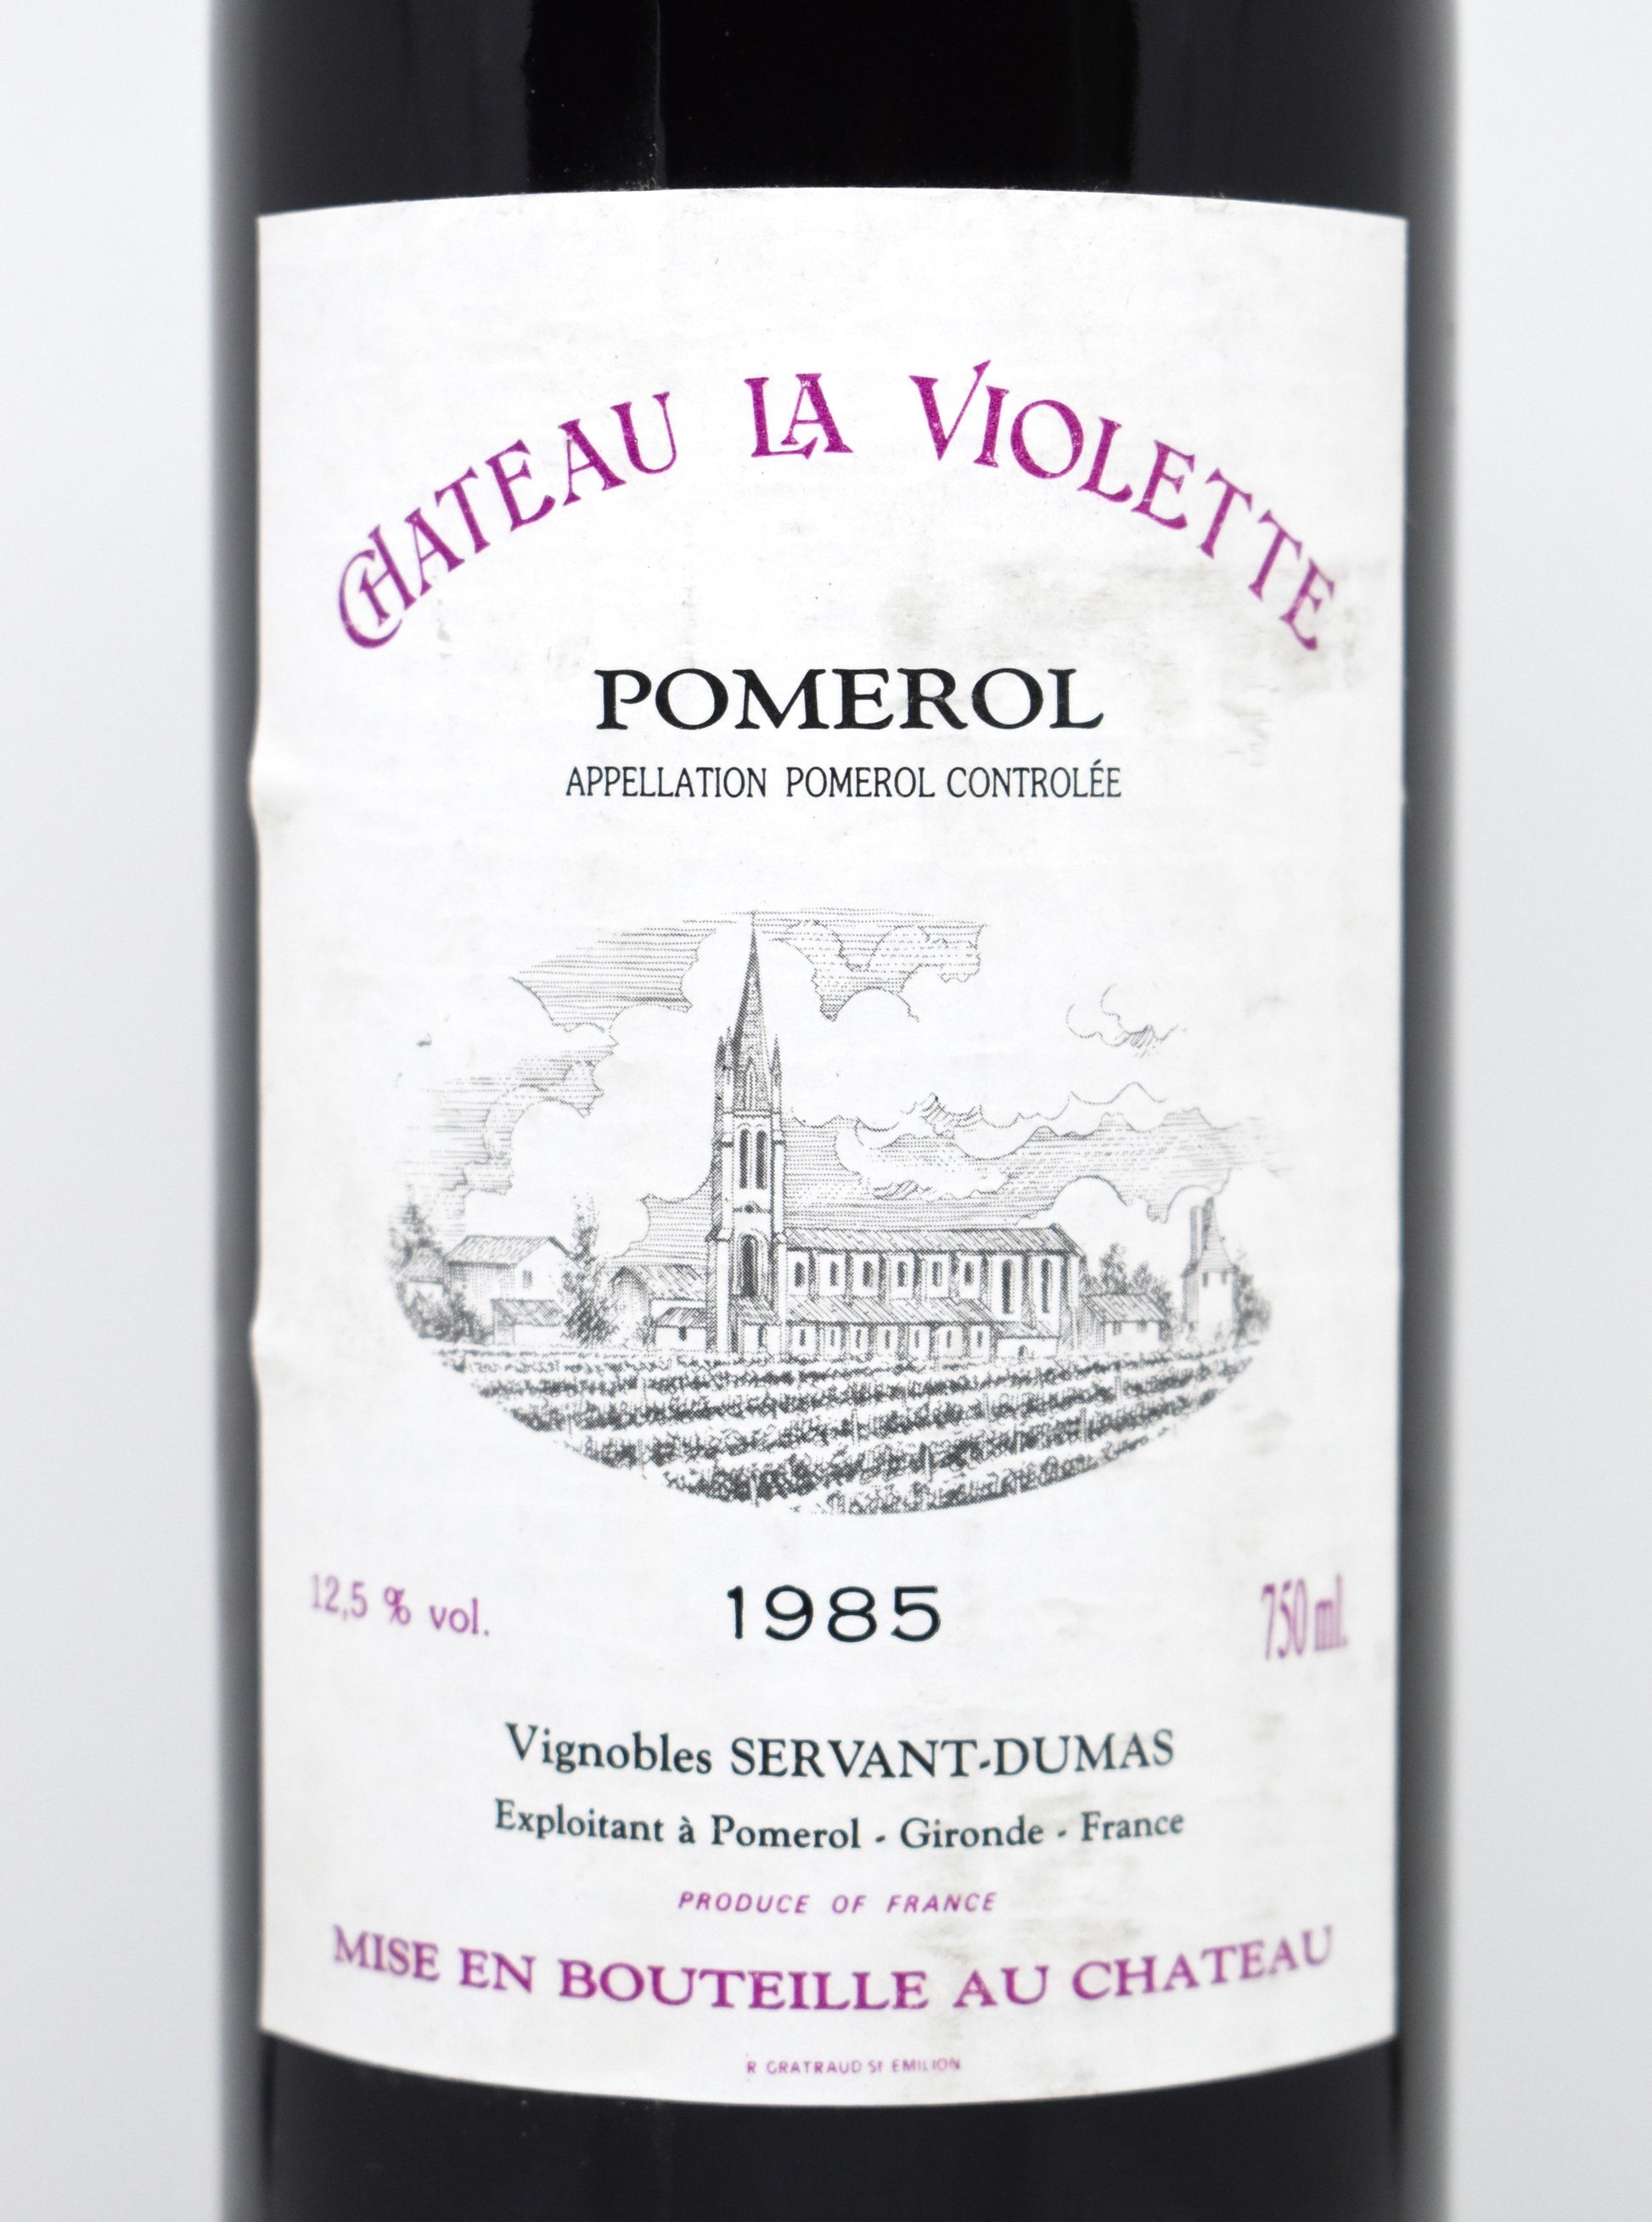 CHATEAU LA VIOLETTE
POMEROL
APPELLATION POMEROL CONTROLÉE
12,5 % vol.
1985
750 ml.
Vignobles SERVANT-DUMAS
Exploitant à Pomerol - Gironde - France
PRODUCE OF FRANCE
MISE EN BOUTEILLE AU CHATEAU
R GRATRAUD St EMILION